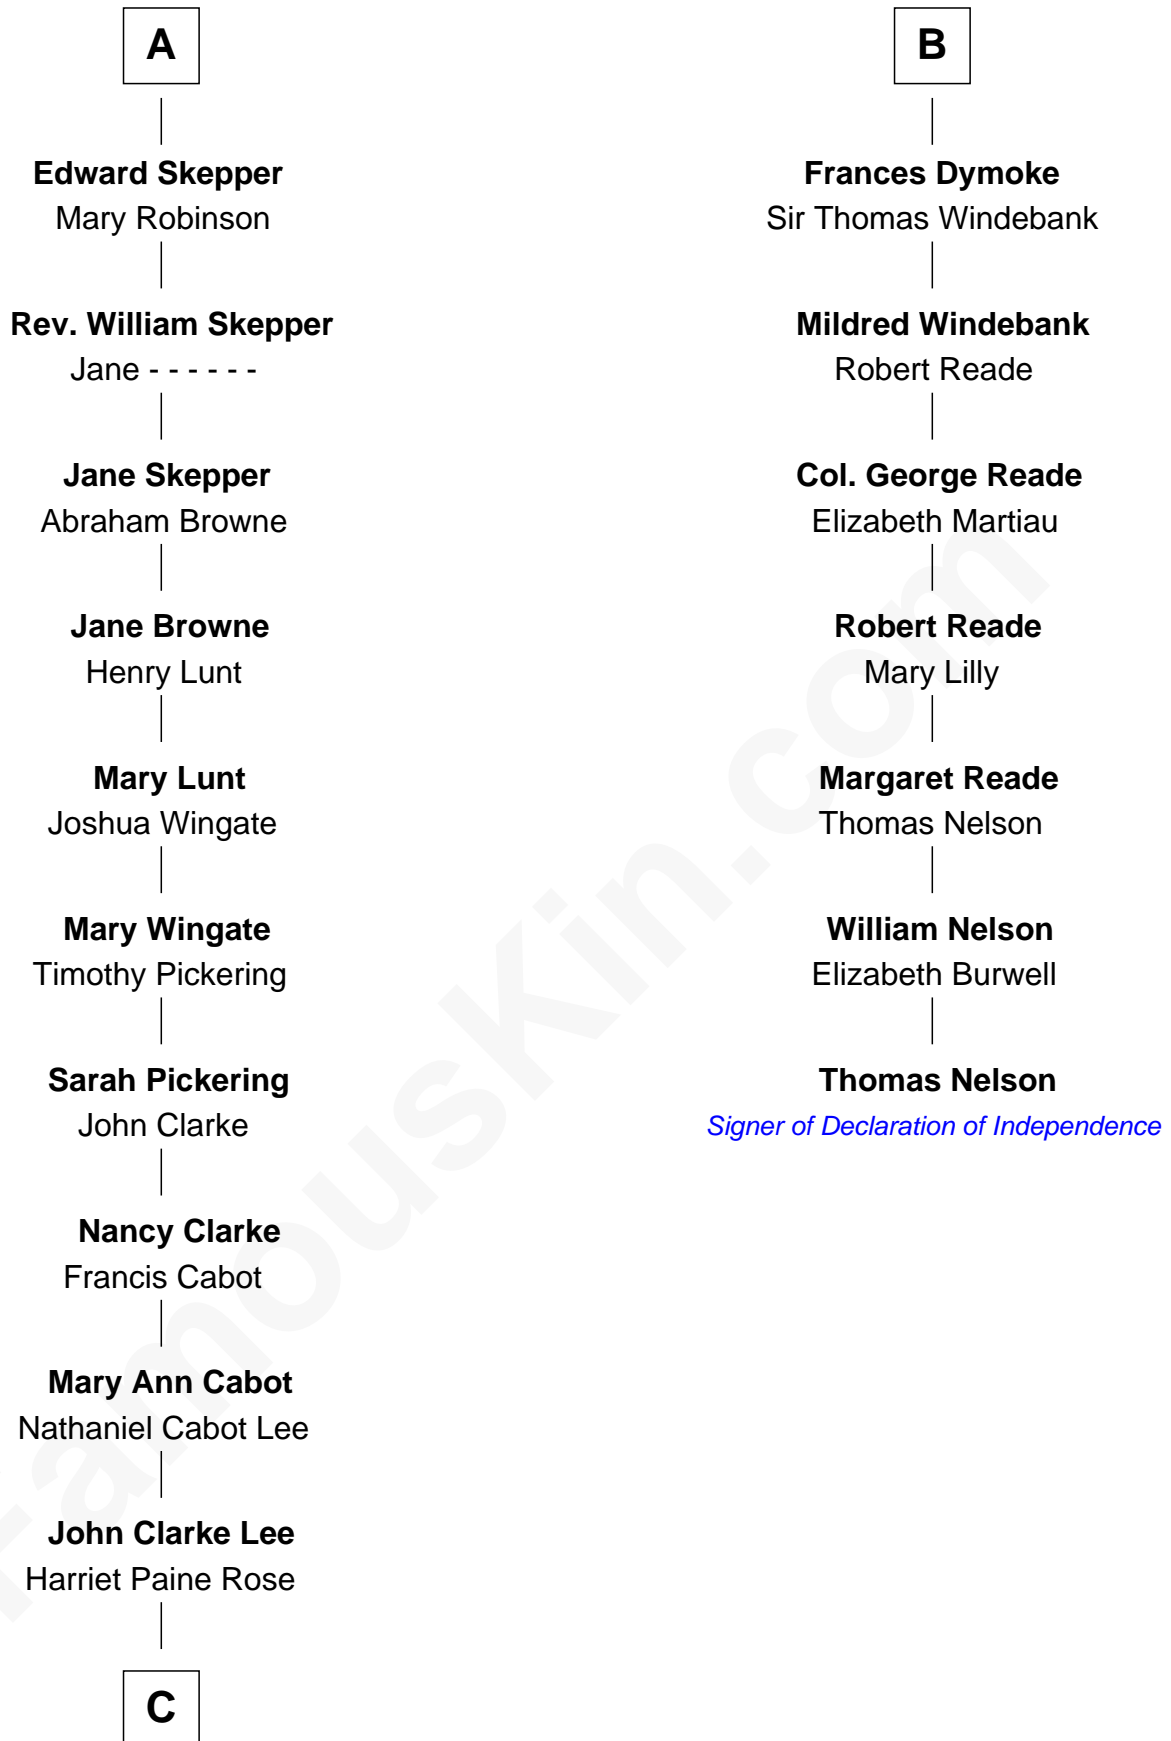 A
Edward Skepper
Mary Robinson
Rev. William Skepper
Jane - - - - - -
Jane Skepper
Abraham Browne
Jane Browne
Henry Lunt
Mary Lunt
Joshua Wingate
Mary Wingate
Timothy Pickering
Sarah Pickering
John Clarke
Nancy Clarke
Francis Cabot
Mary Ann Cabot
Nathaniel Cabot Lee
John Clarke Lee
Harriet Paine Rose
C
B
Frances Dymoke
Sir Thomas Windebank
Mildred Windebank
Robert Reade
Col. George Reade
Elizabeth Martiau
Robert Reade
Mary Lilly
Margaret Reade
Thomas Nelson
William Nelson
Elizabeth Burwell
Thomas Nelson
Signer of Declaration of Independence
FamousKin.com